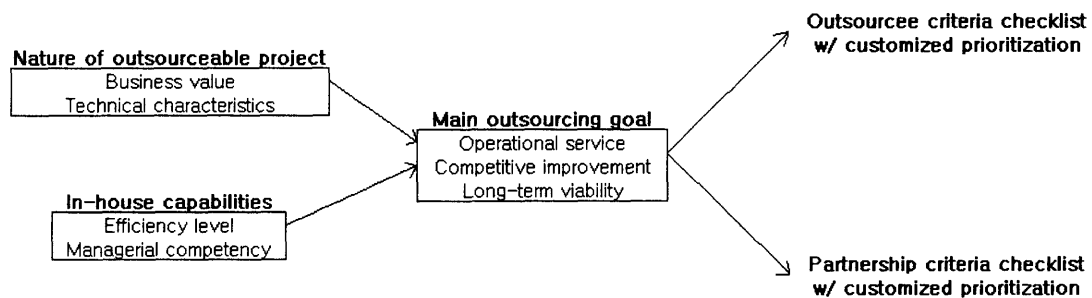 Nature of outsourceable project
Business value
Technical characteristics
In-house capabilities
Efficiency level
Managerial competency
Main outsourcing goal
Operational service
Competitive improvement
Long-term viability
Outsourcee criteria checklist
w/ customized prioritization
Partnership criteria checklist
w/ customized prioritization